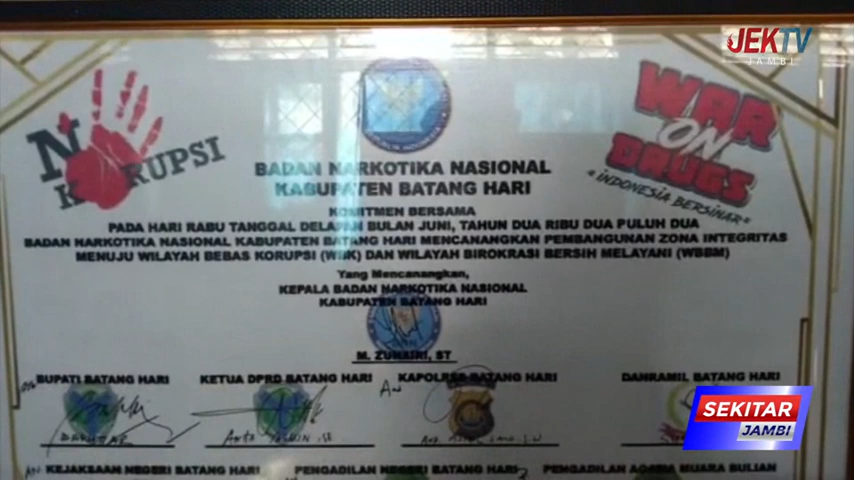 JEKTV
JAMBI
NO KORUPSI
WAR
ON
DRUGS
INDONESIA BERSINAR
BADAN NARKOTIKA NASIONAL
KABUPATEN BATANG HARI
KOMITMEN BERSAMA
PADA HARI RABU TANGGAL DELAPAN BULAN JUNI, TAHUN DUA RIBU DUA PULUH DUA
BADAN NARKOTIKA NASIONAL KABUPATEN BATANG HARI MENCANANGKAN PEMBANGUNAN ZONA INTEGRITAS
MENUJU WILAYAH BEBAS KORUPSI (WBK) DAN WILAYAH BIROKRASI BERSIH MELAYANI (WBBM)
Yang Mencanangkan,
KEPALA BADAN NARKOTIKA NASIONAL
KABUPATEN BATANG HARI
M. ZUHAIRI, ST
BUPATI BATANG HARI KETUA DPRD BATANG HARI KAPOLRES BATANG HARI DANRAMIL BATANG HARI
An
SEKITAR
JAMBI
KEJAKSAAN NEGERI BATANG HARI PENGADILAN NEGERI BATANG HARI PENGADILAN AGAMA MUARA BULIAN